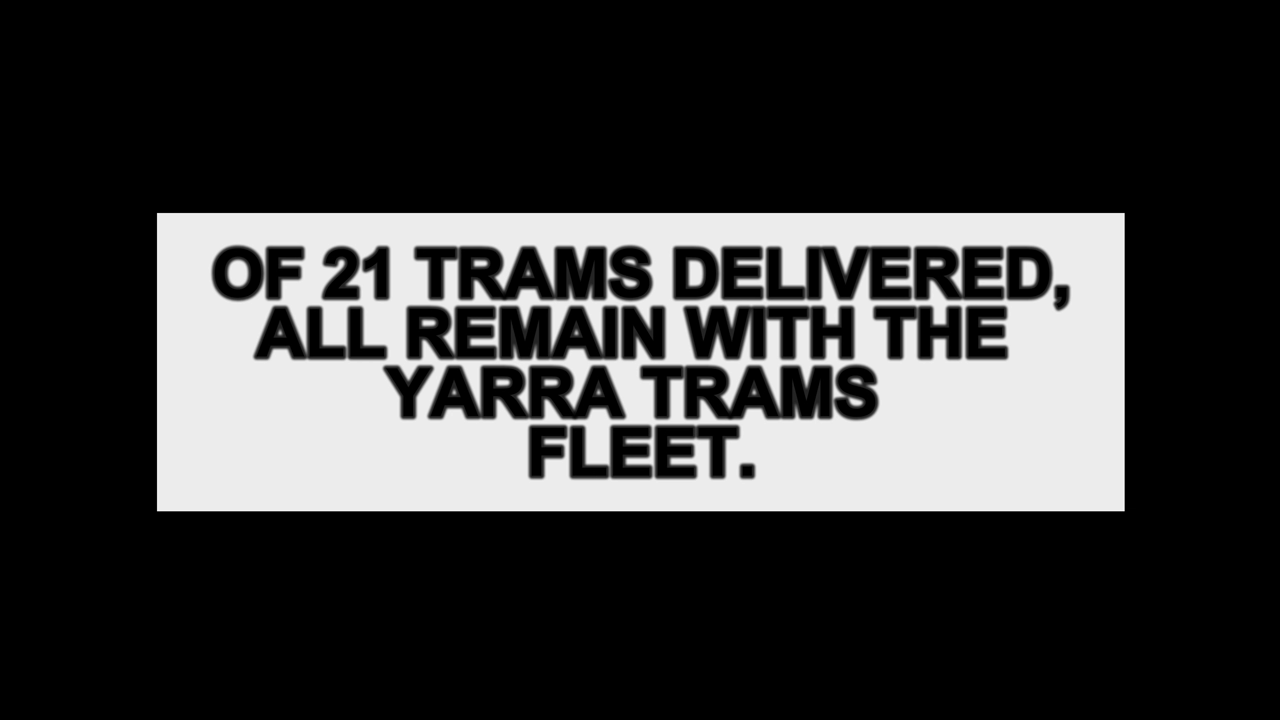 OF 21 TRAMS DELIVERED,
ALL REMAIN WITH THE
YARRA TRAMS
FLEET.